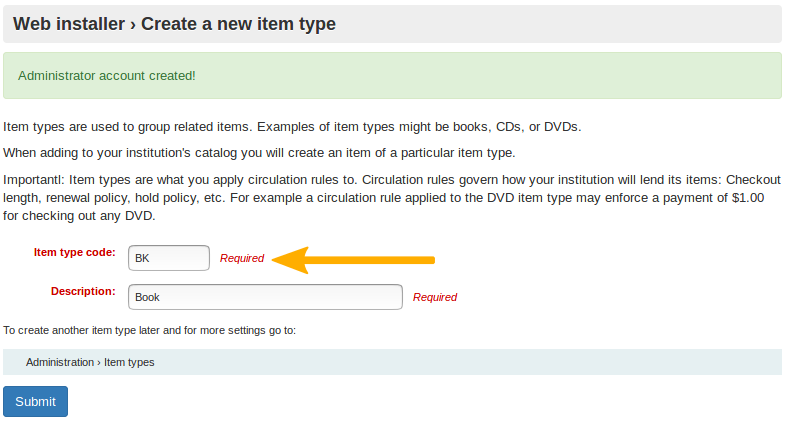 Web installer › Create a new item type
Administrator account created!
Item types are used to group related items. Examples of item types might be books, CDs, or DVDs.
When adding to your institution's catalog you will create an item of a particular item type.
Importantl: Item types are what you apply circulation rules to. Circulation rules govern how your institution will lend its items: Checkout
length, renewal policy, hold policy, etc. For example a circulation rule applied to the DVD item type may enforce a payment of $1.00
for checking out any DVD.
Item type code: BK Required
Description: Book Required
To create another item type later and for more settings go to:
Administration › Item types
Submit